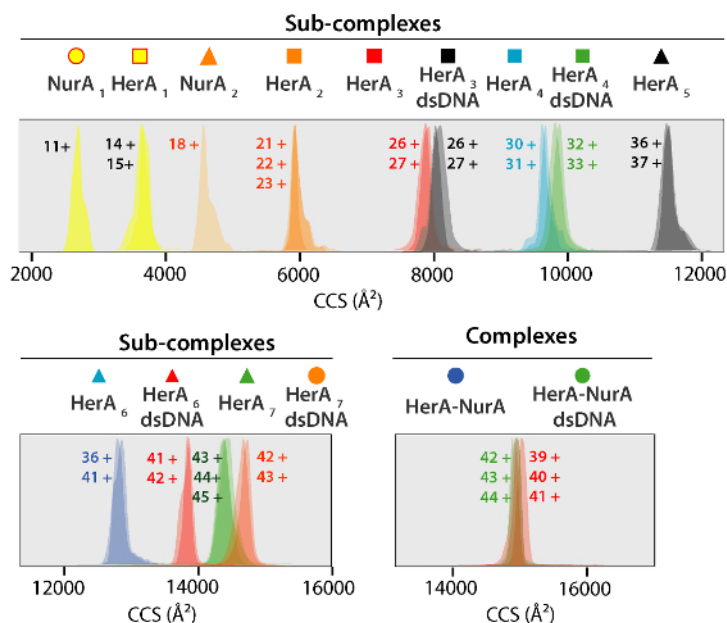 Sub-complexes
NurA 1 HerA 1 NurA 2 HerA 2 HerA 3 HerA 3 dsDNA HerA 4 HerA 4 dsDNA HerA 5
11+ 14 + 18 + 21 + 26 + 26 + 30 + 32 + 36 +
15+ 22 + 27 + 27 + 31 + 33 + 37 +
23 +
2000 4000 6000 8000 10000 12000
CCS (Å²)
Sub-complexes
HerA 6 HerA 6 dsDNA HerA 7 HerA 7 dsDNA
36 + 41 + 43 + 42 +
41 + 42 + 44+ 43 +
45 +
12000 14000 16000
CCS (Å²)
Complexes
HerA-NurA HerA-NurA dsDNA
42 + 39 +
43 + 40 +
44 + 41 +
14000 16000
CCS (Å²)